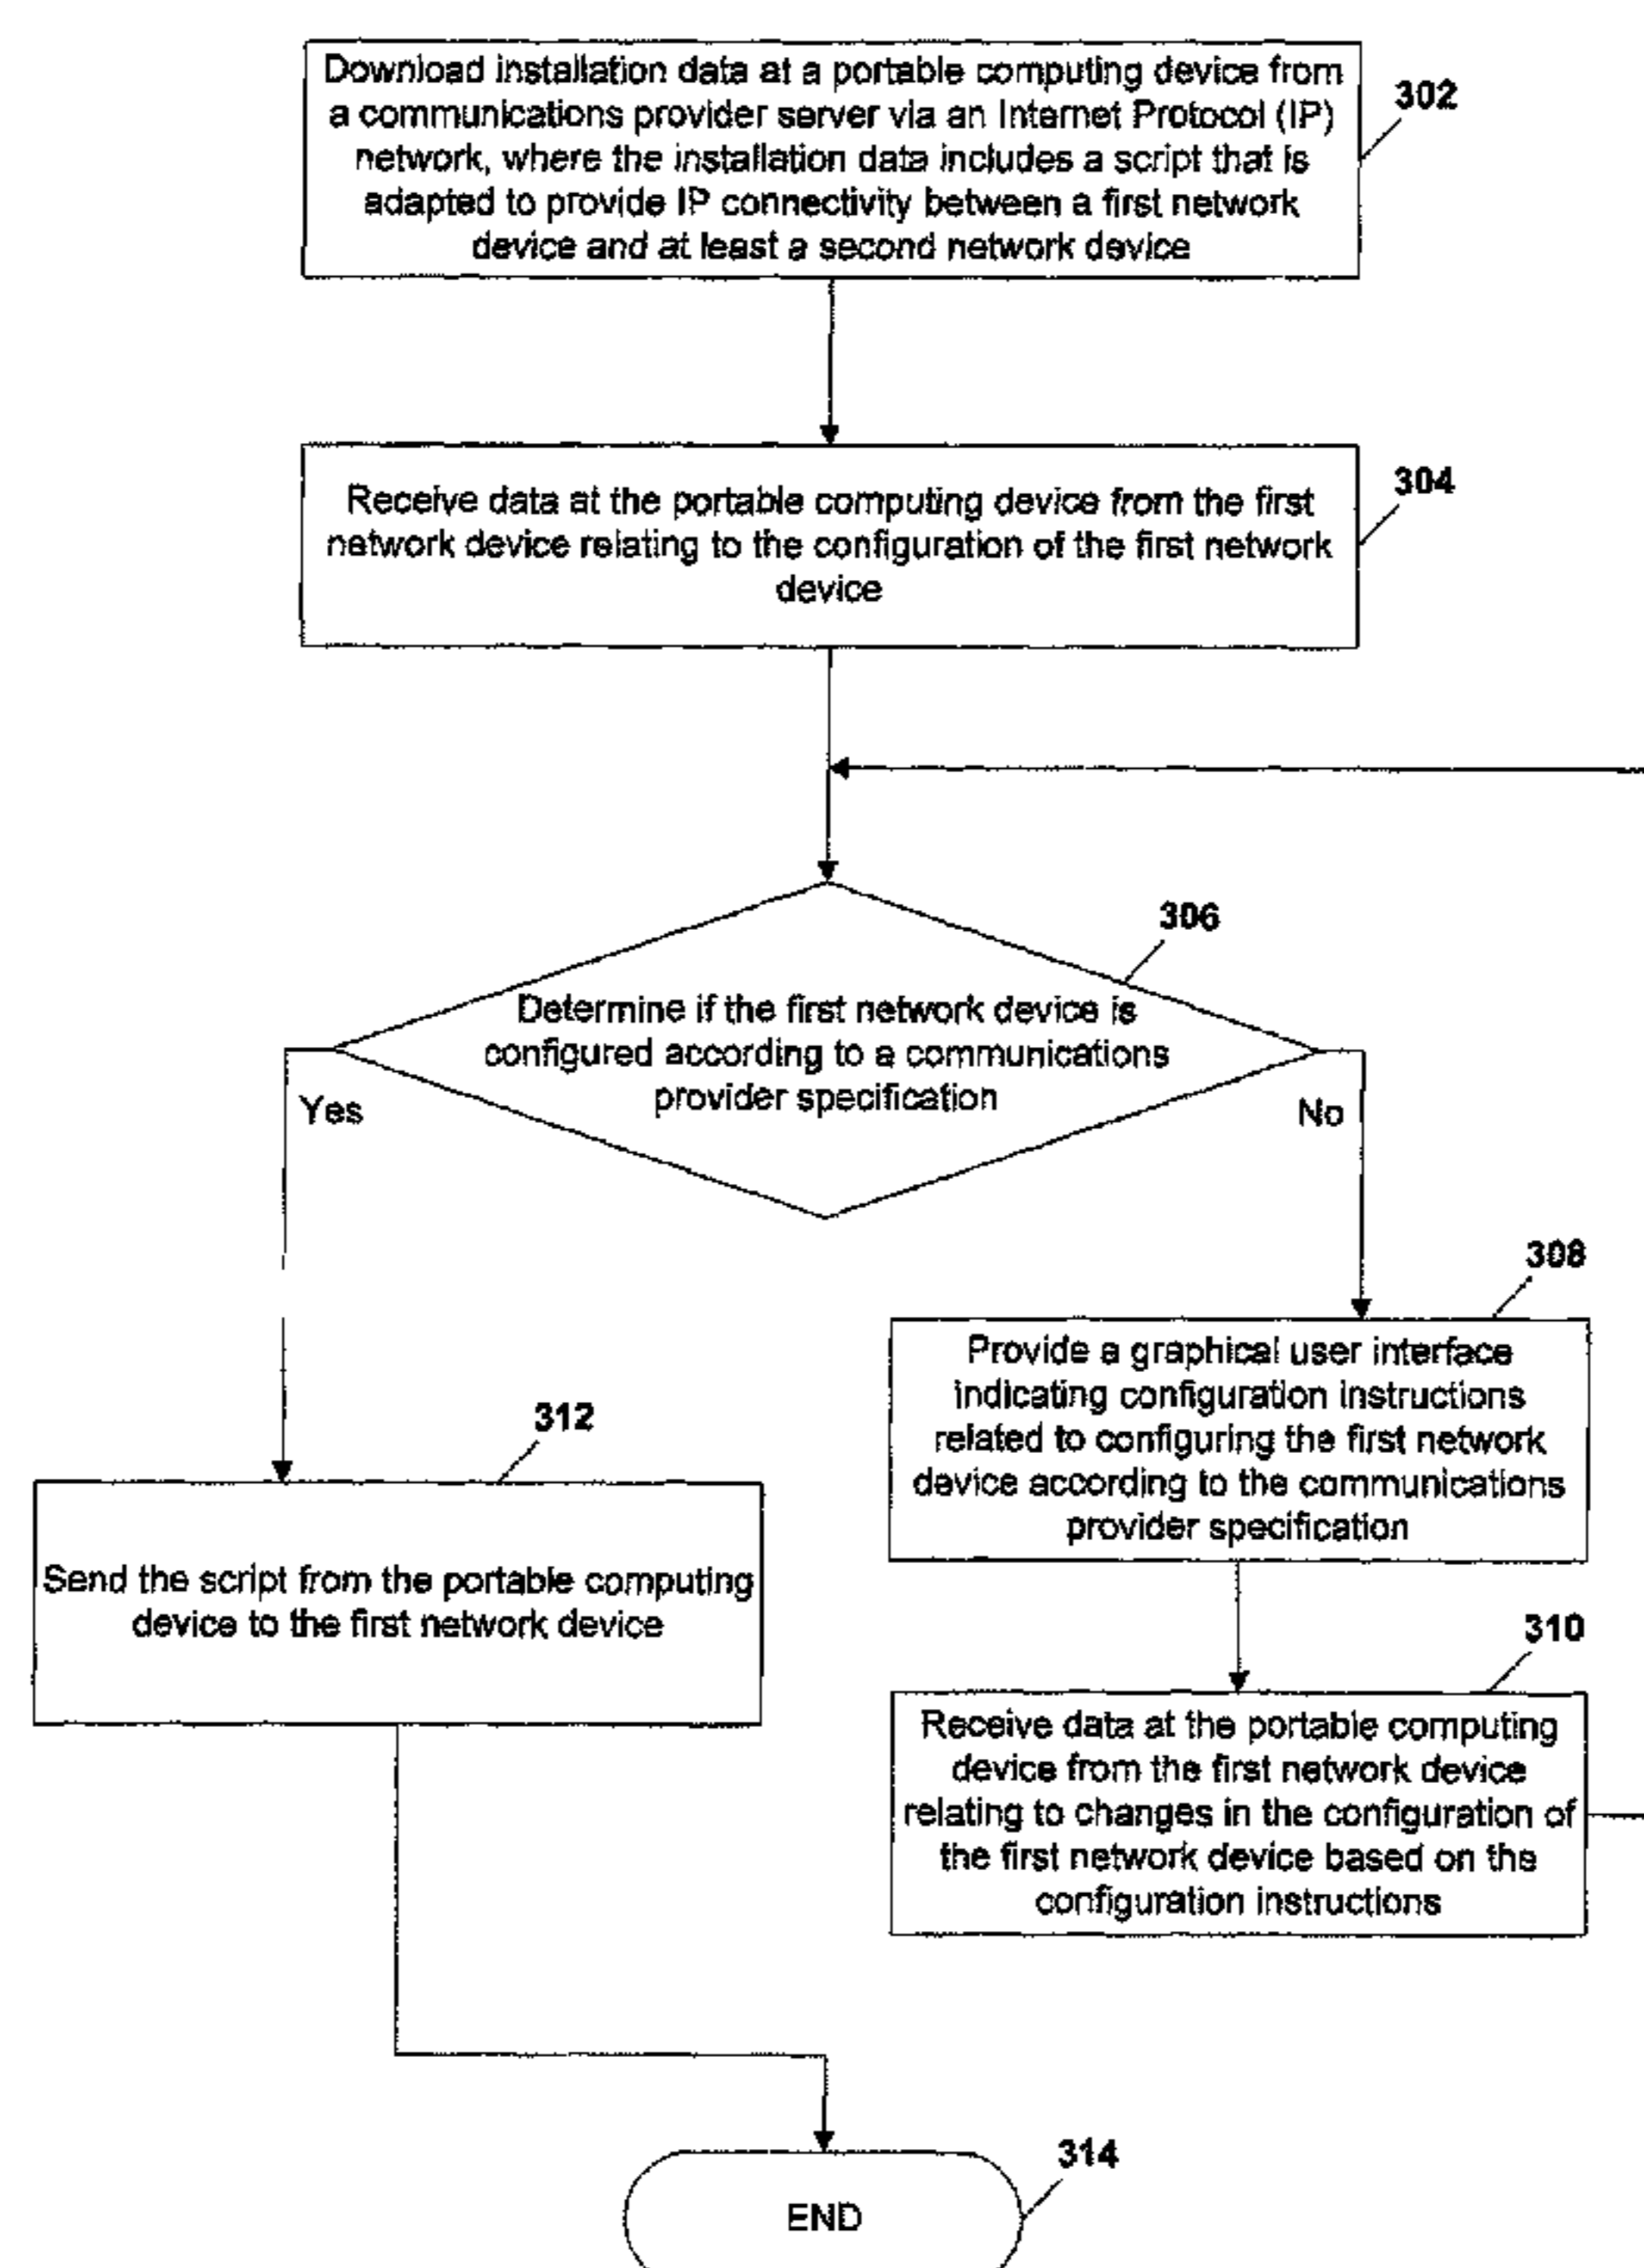 Download installation data at a portable computing device from
a communications provider server via an Internet Protocol (IP)
network, where the installation data includes a script that is
adapted to provide IP connectivity between a first network
device and at least a second network device
302
Receive data at the portable computing device from the first
network device relating to the configuration of the first network
device
304
306
Determine if the first network device is
configured according to a communications
provider specification
Yes
No
308
Provide a graphical user interface
indicating configuration instructions
related to configuring the first network
device according to the communications
provider specification
312
Send the script from the portable computing
device to the first network device
310
Receive data at the portable computing
device from the first network device
relating to changes in the configuration of
the first network device based on the
configuration instructions
314
END